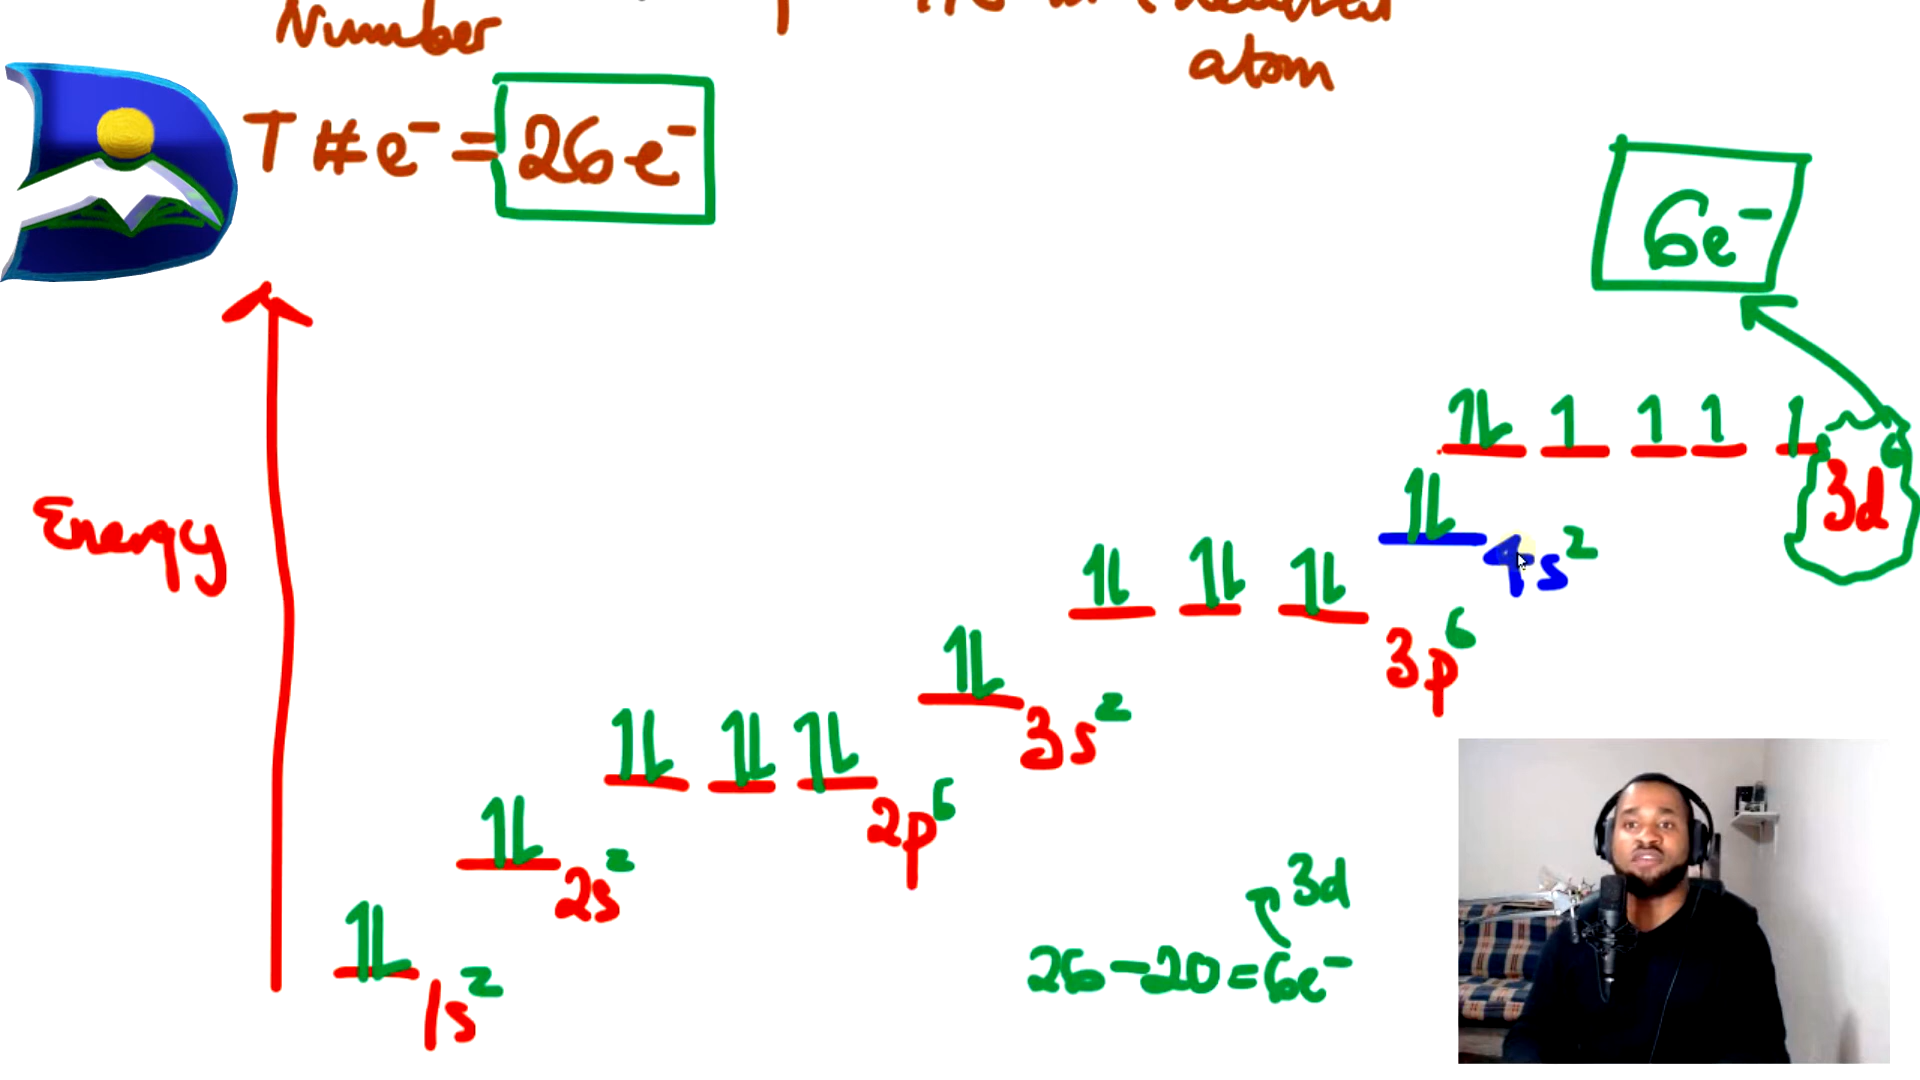 Number
atom
T # e⁻ = 26e⁻
6e⁻
Energy
3d
4s²
3p⁶
3s²
2p⁶
2s²
1s²
3d
26-20=6e⁻